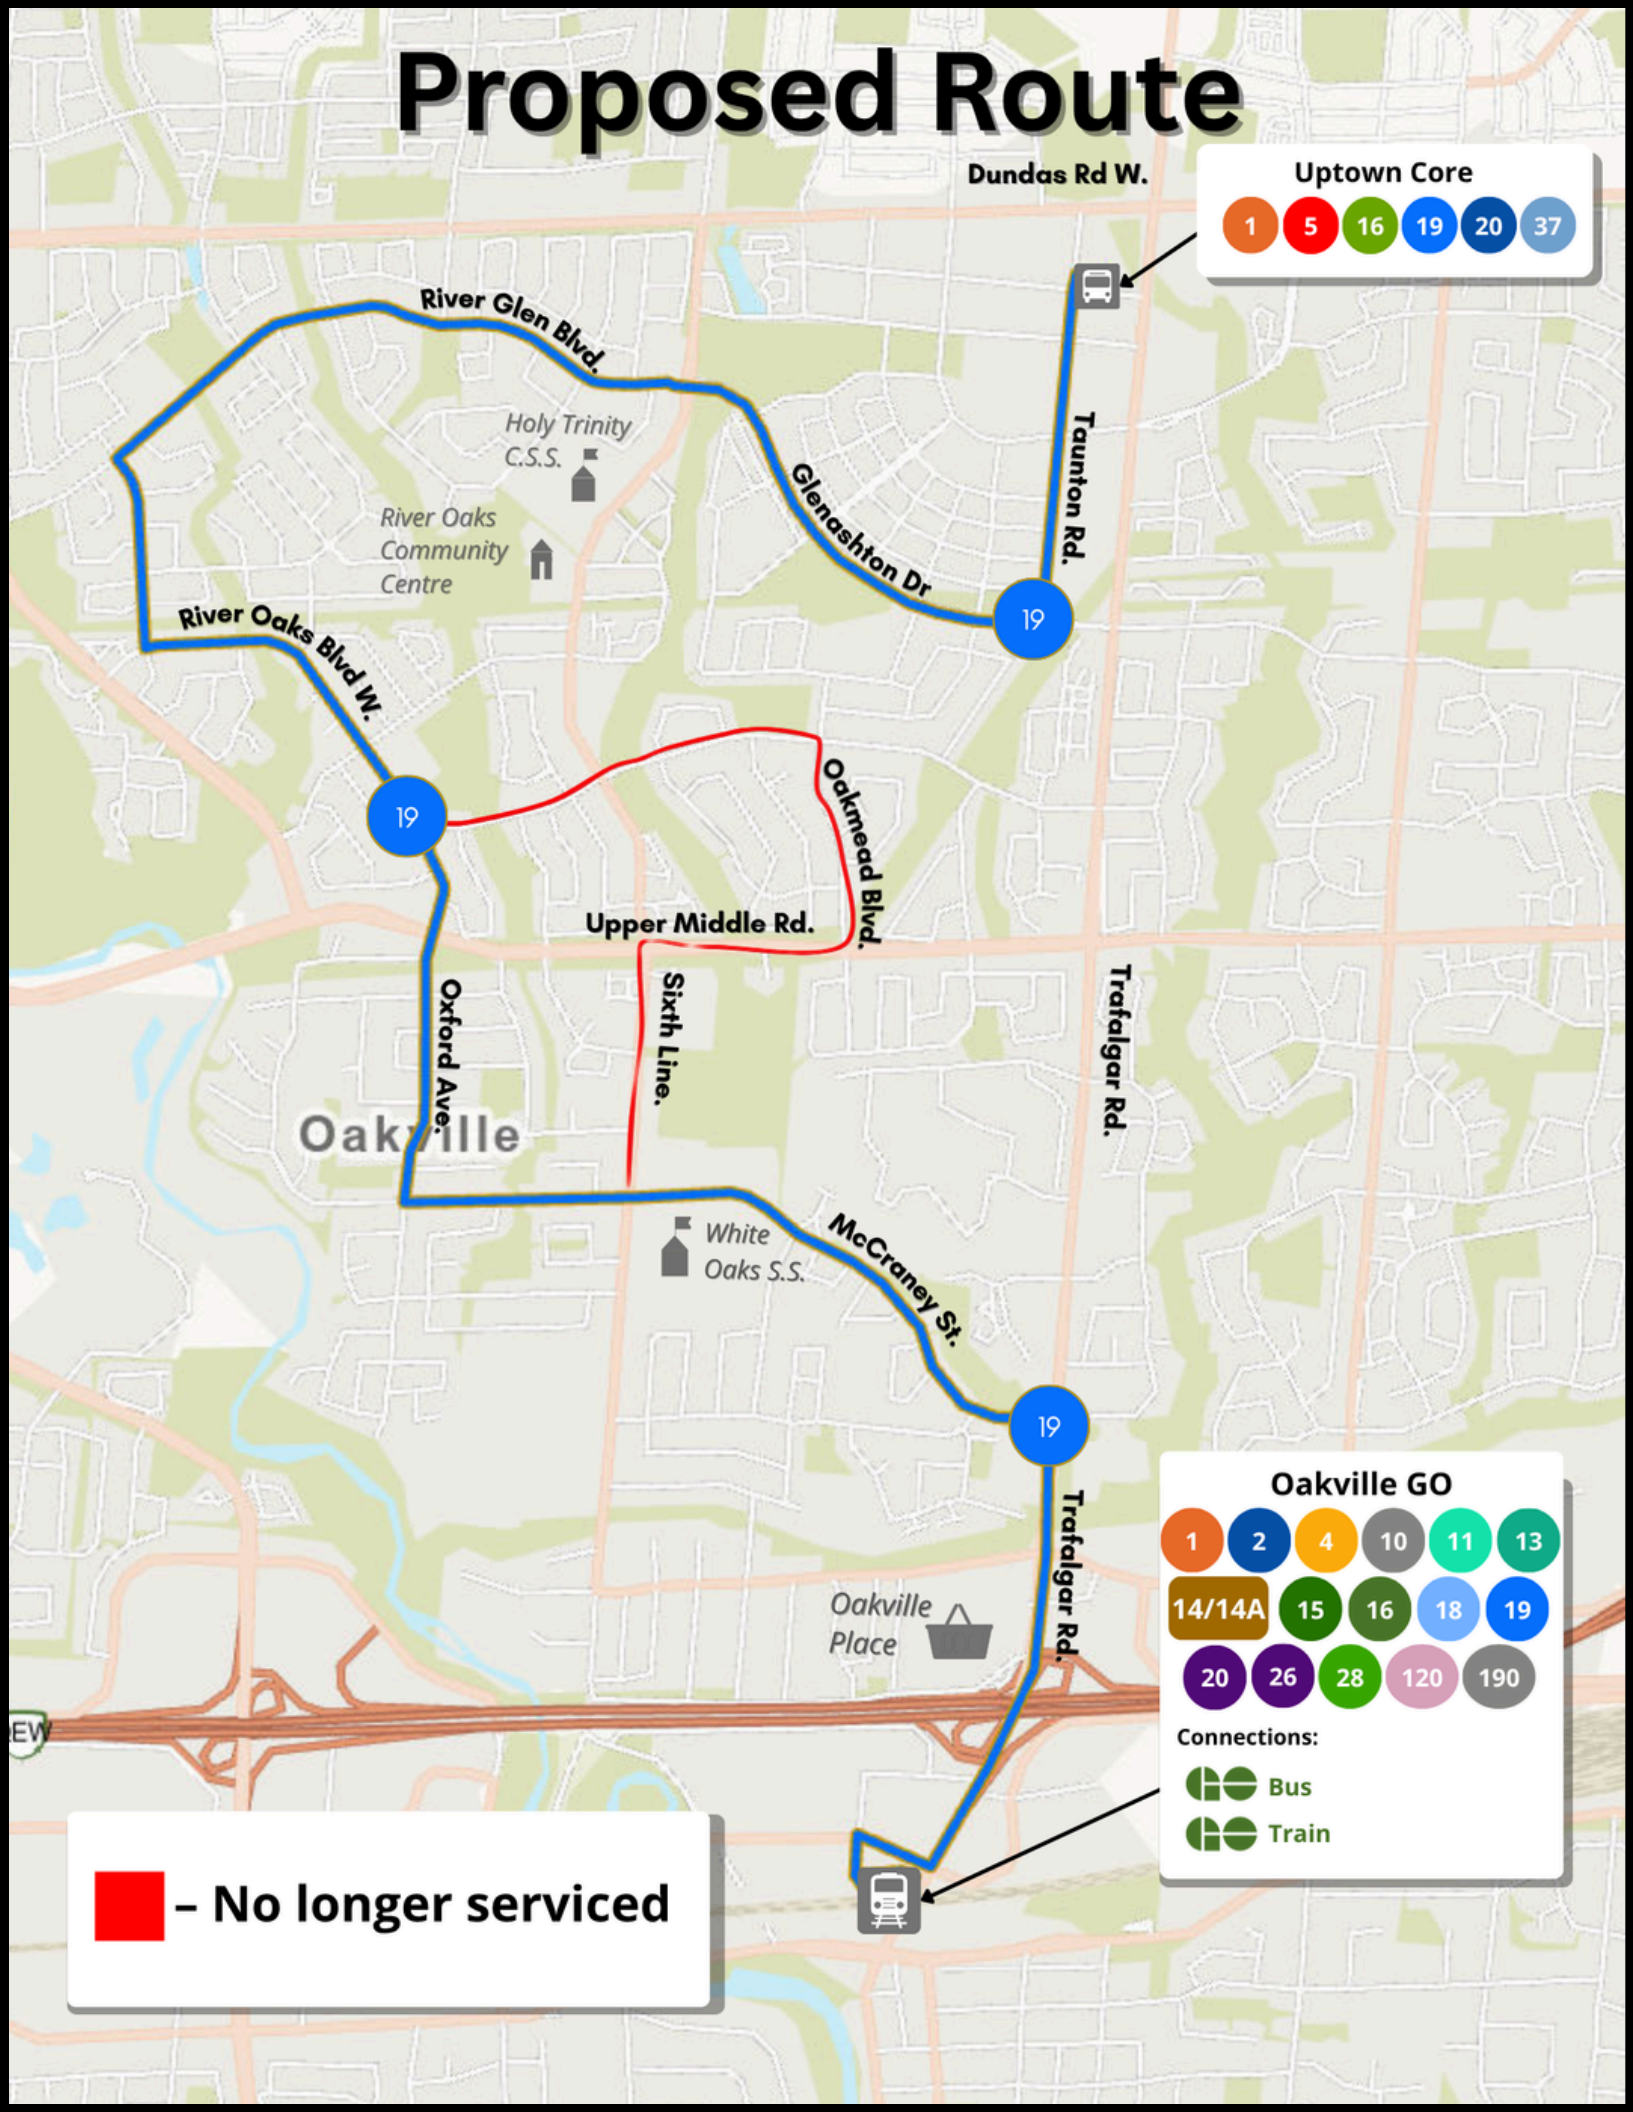 Proposed Route
Dundas Rd W.
Uptown Core
1 5 16 19 20 37
River Glen Blvd.
Holy Trinity
C.S.S.
Taunton Rd.
Glenashton Dr
River Oaks
Community
Centre
19
River Oaks Blvd W.
19
Oakmead Blvd.
Upper Middle Rd.
Sixth Line.
Trafalgar Rd.
Oxford Ave.
Oakville
White
Oaks S.S.
McCraney St.
19
Trafalgar Rd.
Oakville
Place
Oakville GO
1 2 4 10 11 13
14/14A 15 16 18 19
20 26 28 120 190
Connections:
GO Bus
GO Train
EW
– No longer serviced